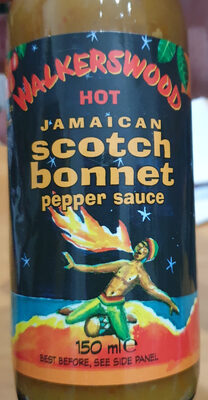 WALKERSWOOD
HOT
JAMAICAN
scotch
bonnet
pepper sauce
150 ml℮
BEST BEFORE, SEE SIDE PANEL